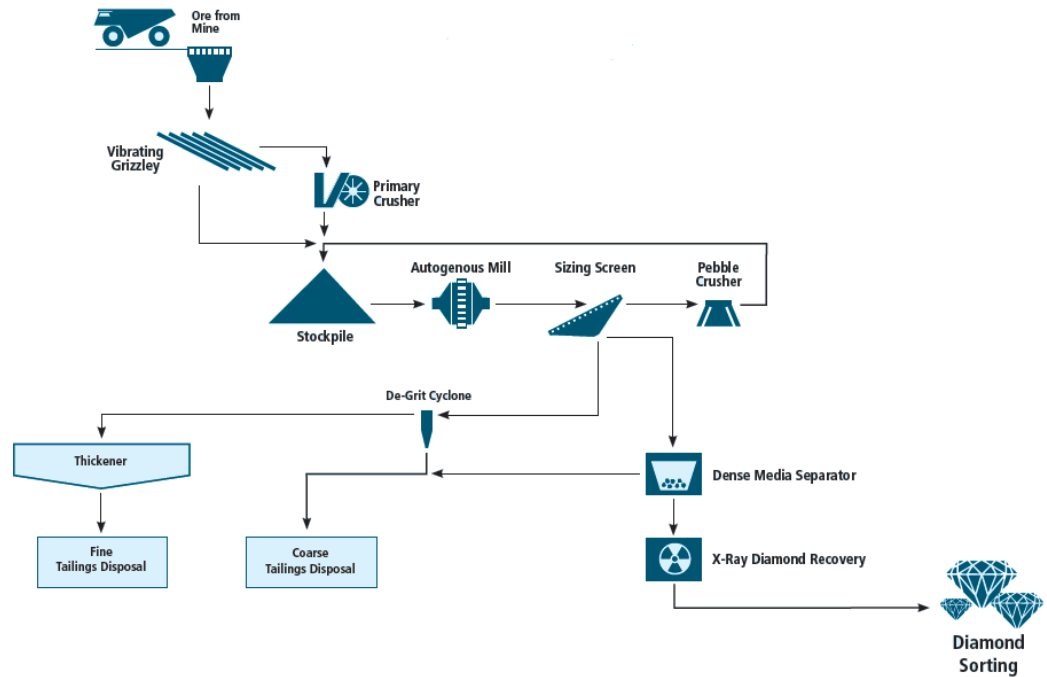 Ore from
Mine
Vibrating
Grizzley
Primary
Crusher
Autogenous Mill
Sizing Screen
Pebble
Crusher
Stockpile
De-Grit Cyclone
Thickener
Dense Media Separator
Fine
Tailings Disposal
Coarse
Tailings Disposal
X-Ray Diamond Recovery
Diamond
Sorting